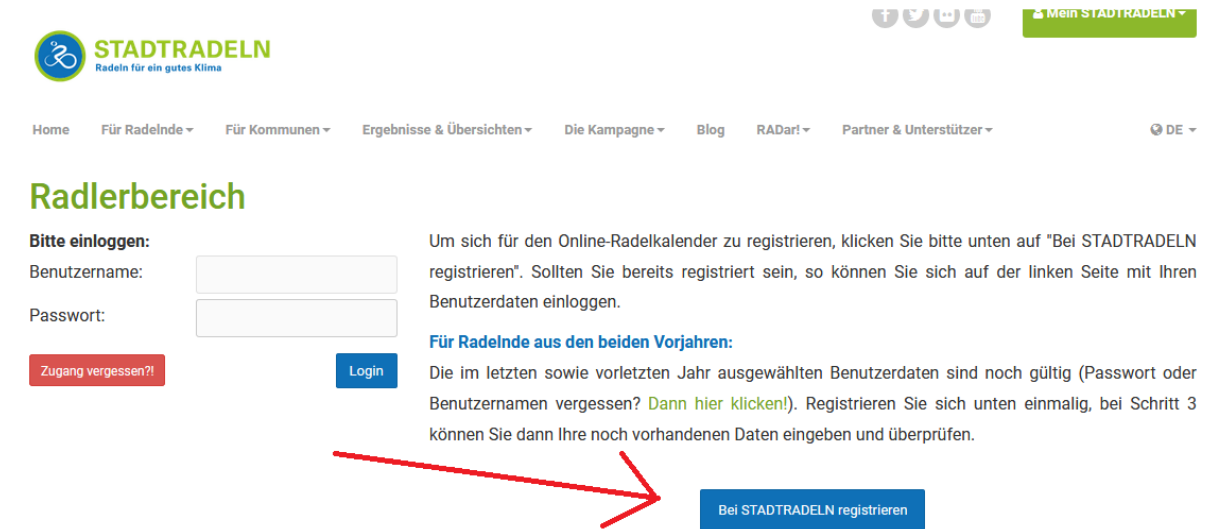 Mein STADTRADELN
STADTRADELN
Radeln für ein gutes Klima
Home Für Radelnde Für Kommunen Ergebnisse & Übersichten Die Kampagne Blog RADar! Partner & Unterstützer DE
Radlerbereich
Bitte einloggen:
Benutzername:
Passwort:
Zugang vergessen?! Login
Um sich für den Online-Radelkalender zu registrieren, klicken Sie bitte unten auf "Bei STADTRADELN
registrieren". Sollten Sie bereits registriert sein, so können Sie sich auf der linken Seite mit Ihren
Benutzerdaten einloggen.
Für Radelnde aus den beiden Vorjahren:
Die im letzten sowie vorletzten Jahr ausgewählten Benutzerdaten sind noch gültig (Passwort oder
Benutzernamen vergessen? Dann hier klicken!). Registrieren Sie sich unten einmalig, bei Schritt 3
können Sie dann Ihre noch vorhandenen Daten eingeben und überprüfen.
Bei STADTRADELN registrieren